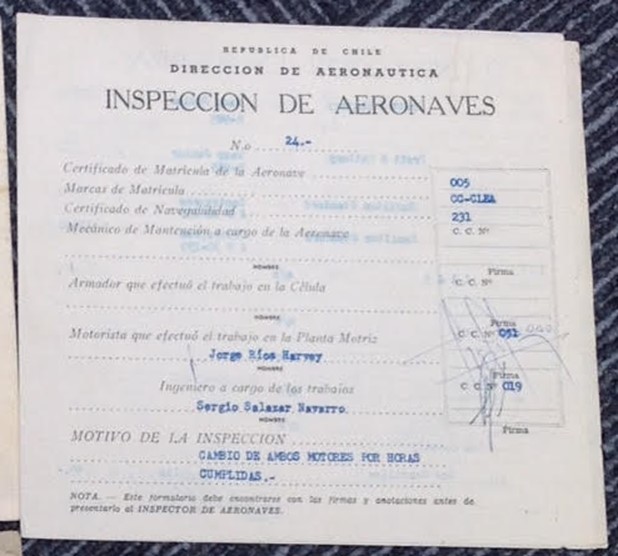 REPUBLICA DE CHILE
DIRECCION DE AERONAUTICA
INSPECCION DE AERONAVES
N.o 24.-
Certificado de Matrícula de la Aeronave 005
Marcas de Matrícula CC-CLEA
Certificado de Navegabilidad 231
Mecánico de Mantención a cargo de la Aeronave C. C. Nº
NOMBRE Firma
Armador que efectuó el trabajo en la Célula C. C. Nº
NOMBRE Firma
Motorista que efectuó el trabajo en la Planta Motriz C. C. Nº 051
Jorge Ríos Harvey
NOMBRE Firma
Ingeniero a cargo de los trabajos C. C. Nº 019
Sergio Salazar Navarro.
NOMBRE Firma
MOTIVO DE LA INSPECCION
CAMBIO DE AMBOS MOTORES POR HORAS
CUMPLIDAS.-
NOTA. — Este formulario debe encontrarse con las firmas y anotaciones antes de
presentarlo al INSPECTOR DE AERONAVES.